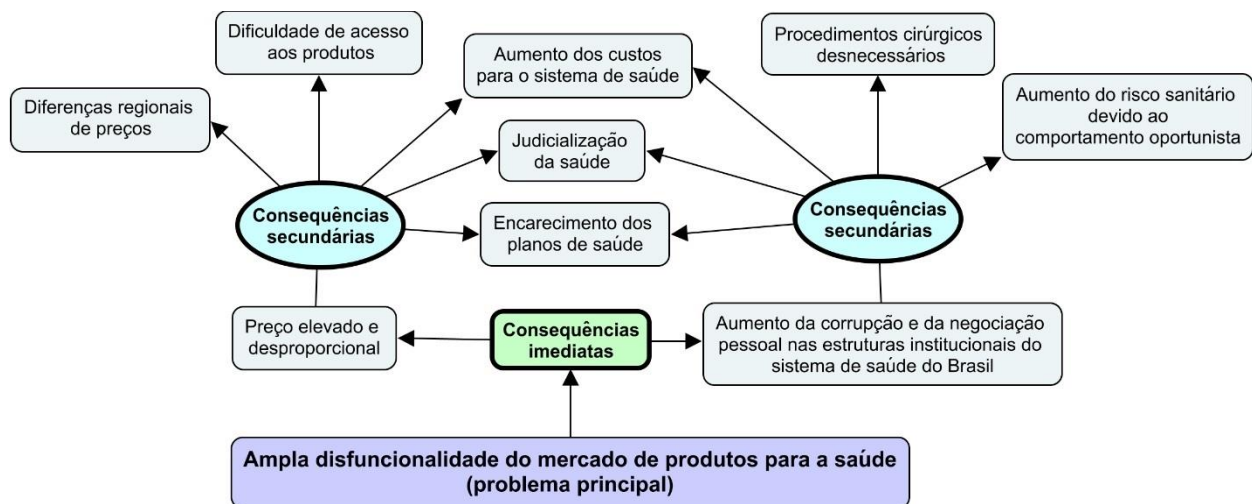 Dificuldade de acesso
aos produtos
Aumento dos custos
para o sistema de saúde
Procedimentos cirúrgicos
desnecessários
Diferenças regionais
de preços
Aumento do risco sanitário
devido ao
comportamento oportunista
Judicialização
da saúde
Consequências
secundárias
Encarecimento dos
planos de saúde
Consequências
secundárias
Preço elevado e
desproporcional
Consequências
imediatas
Aumento da corrupção e da negociação
pessoal nas estruturas institucionais do
sistema de saúde do Brasil
Ampla disfuncionalidade do mercado de produtos para a saúde
(problema principal)